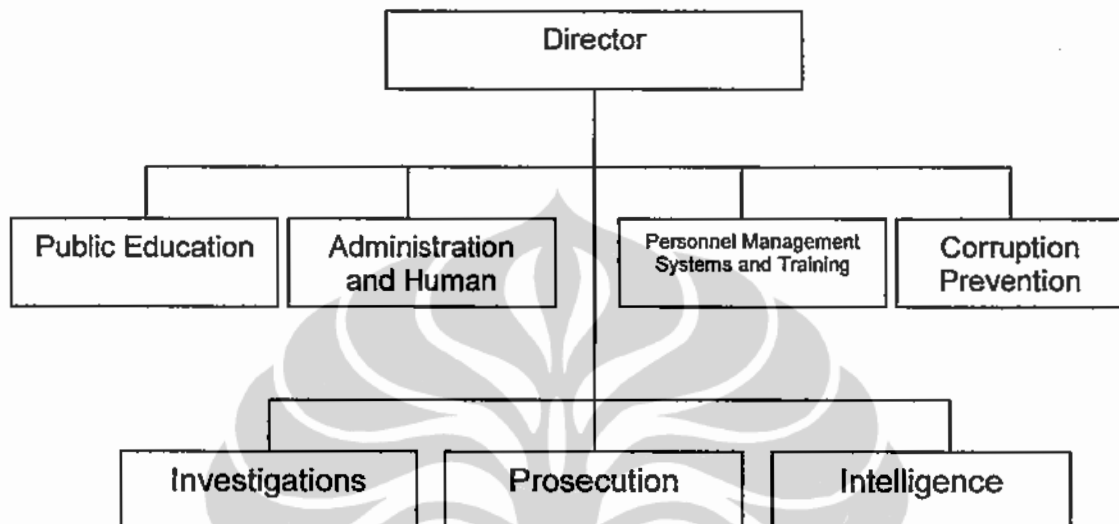 Director
Public Education
Administration
and Human
Personnel Management
Systems and Training
Corruption
Prevention
Investigations
Prosecution
Intelligence